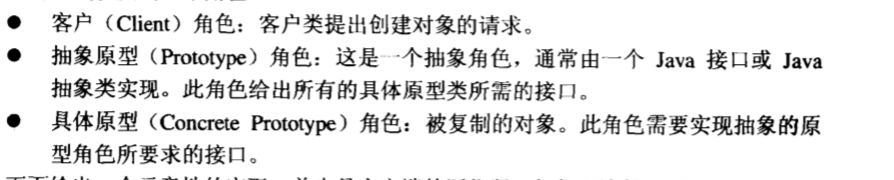 ● 客户（Client）角色：客户类提出创建对象的请求。
● 抽象原型（Prototype）角色：这是一个抽象角色，通常由一个 Java 接口或 Java
抽象类实现。此角色给出所有的具体原型类所需的接口。
● 具体原型（Concrete Prototype）角色：被复制的对象。此角色需要实现抽象的原
型角色所要求的接口。